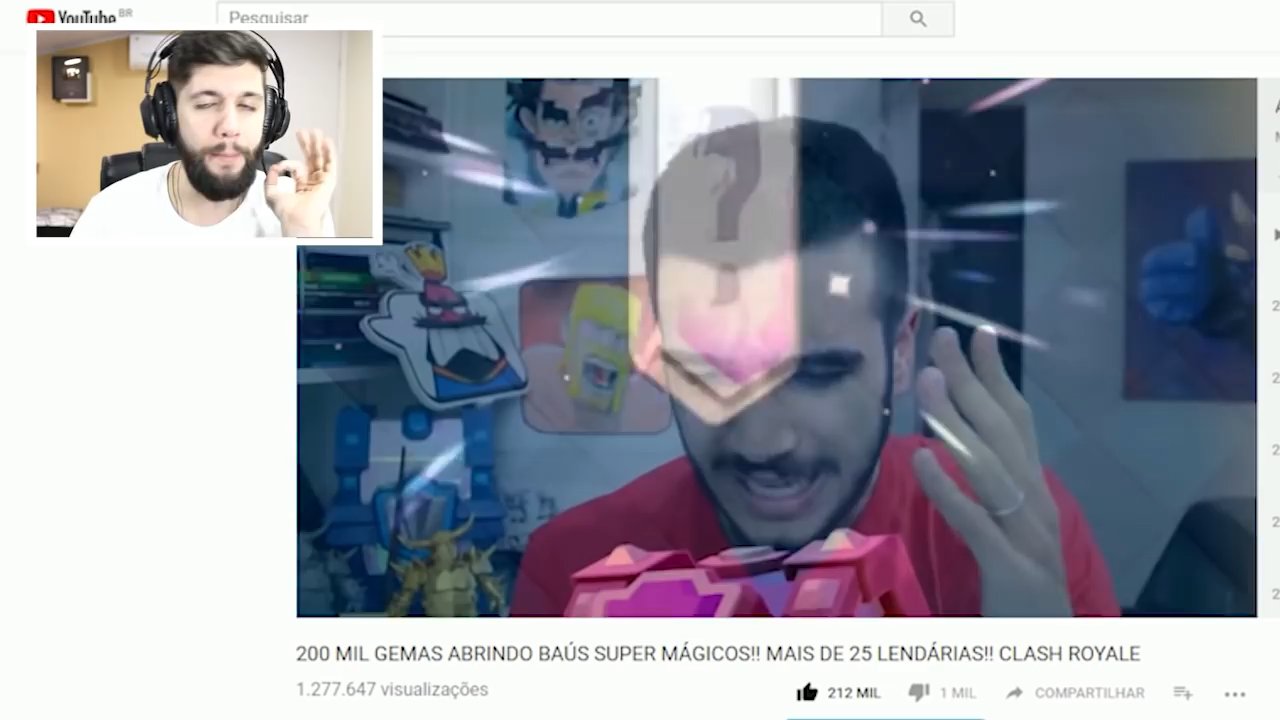 YouTube BR
Pesquisar
200 MIL GEMAS ABRINDO BAÚS SUPER MÁGICOS!! MAIS DE 25 LENDÁRIAS!! CLASH ROYALE
1.277.647 visualizações
212 MIL
1 MIL
COMPARTILHAR